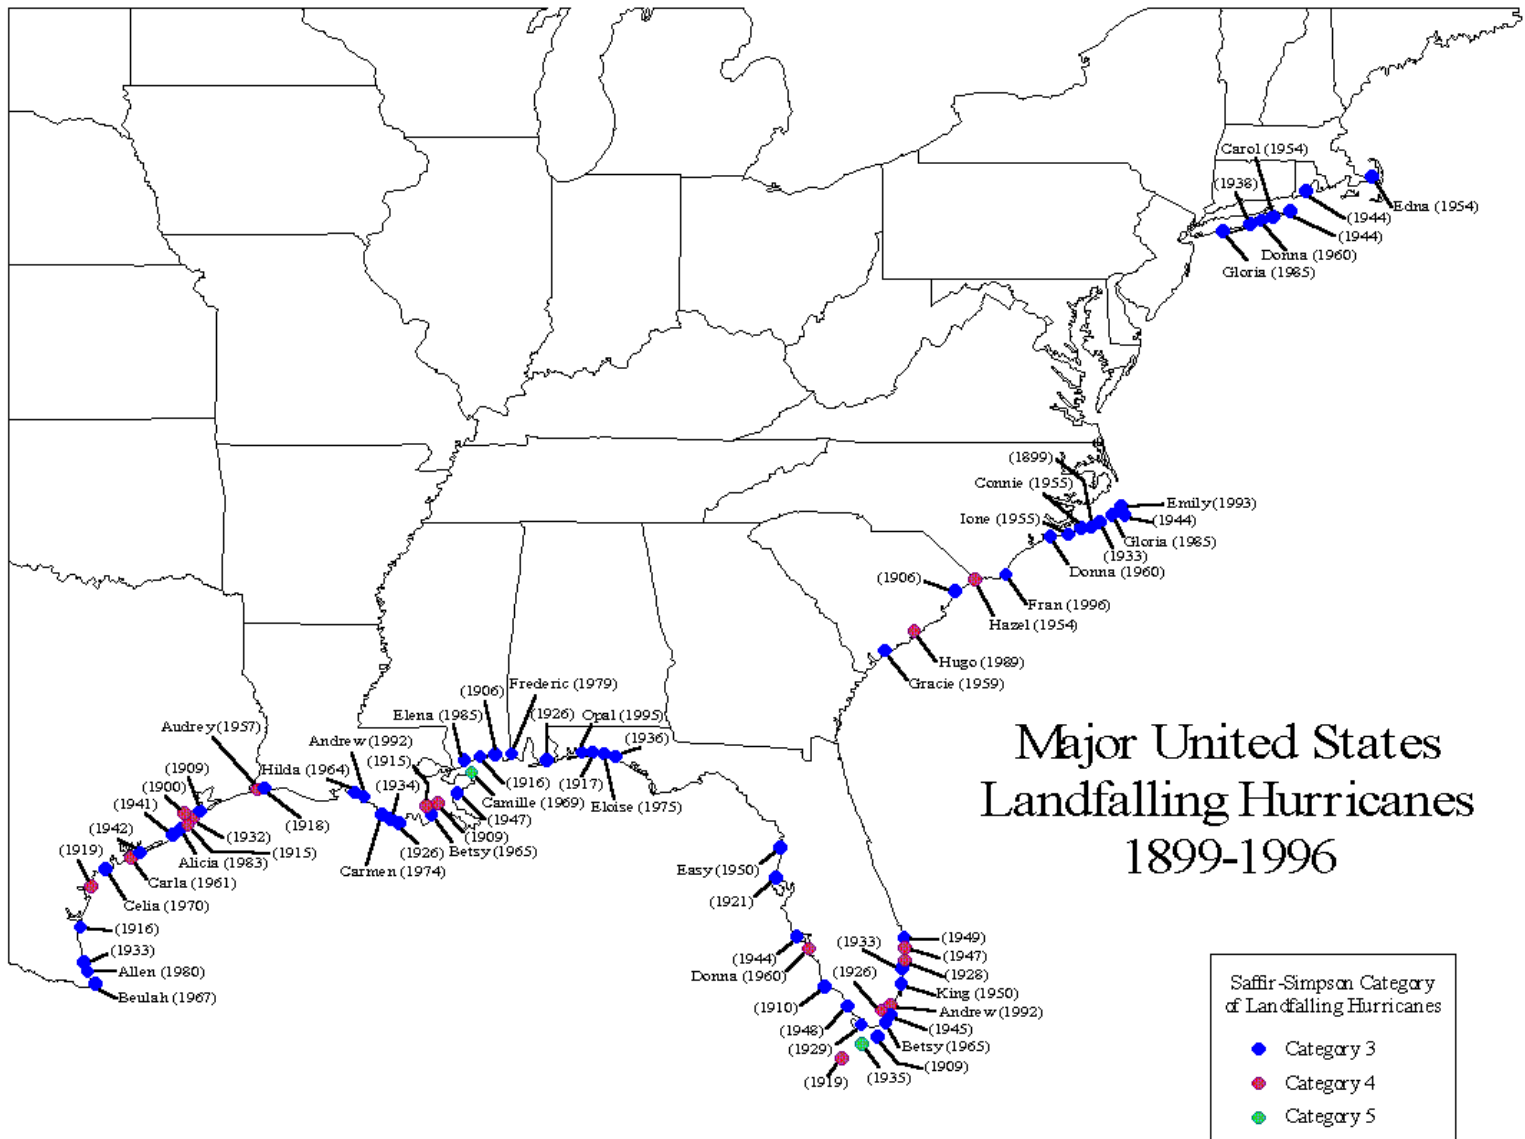 Carol (1954)
(1938)
Edna (1954)
(1944)
(1944)
Donna (1960)
Gloria (1985)
(1899)
Connie (1955)
Emily (1993)
Ione (1955)
(1944)
Gloria (1985)
(1933)
Donna (1960)
(1906)
Fran (1996)
Hazel (1954)
Hugo (1989)
Gracie (1959)
Frederic (1979)
(1906)
Elena (1985)
(1926)
Opal (1995)
Audrey (1957)
Andrew (1992)
(1936)
(1915)
(1909)
Hilda (1964)
(1934)
(1916)
(1917)
(1900)
Camille (1969)
Eloise (1975)
(1941)
(1947)
(1918)
(1942)
(1932)
(1909)
(1915)
(1926)
Betsy (1965)
(1919)
Alicia (1983)
Carmen (1974)
Carla (1961)
Celia (1970)
(1916)
(1933)
Allen (1980)
Beulah (1967)
Major United States
Landfalling Hurricanes
1899-1996
Easy (1950)
(1921)
(1949)
(1933)
(1947)
(1944)
(1928)
Donna (1960)
(1926)
King (1950)
(1910)
Andrew (1992)
(1948)
(1945)
(1929)
Betsy (1965)
(1909)
(1919)
(1935)
Saffir-Simpson Category
of Landfalling Hurricanes
Category 3
Category 4
Category 5